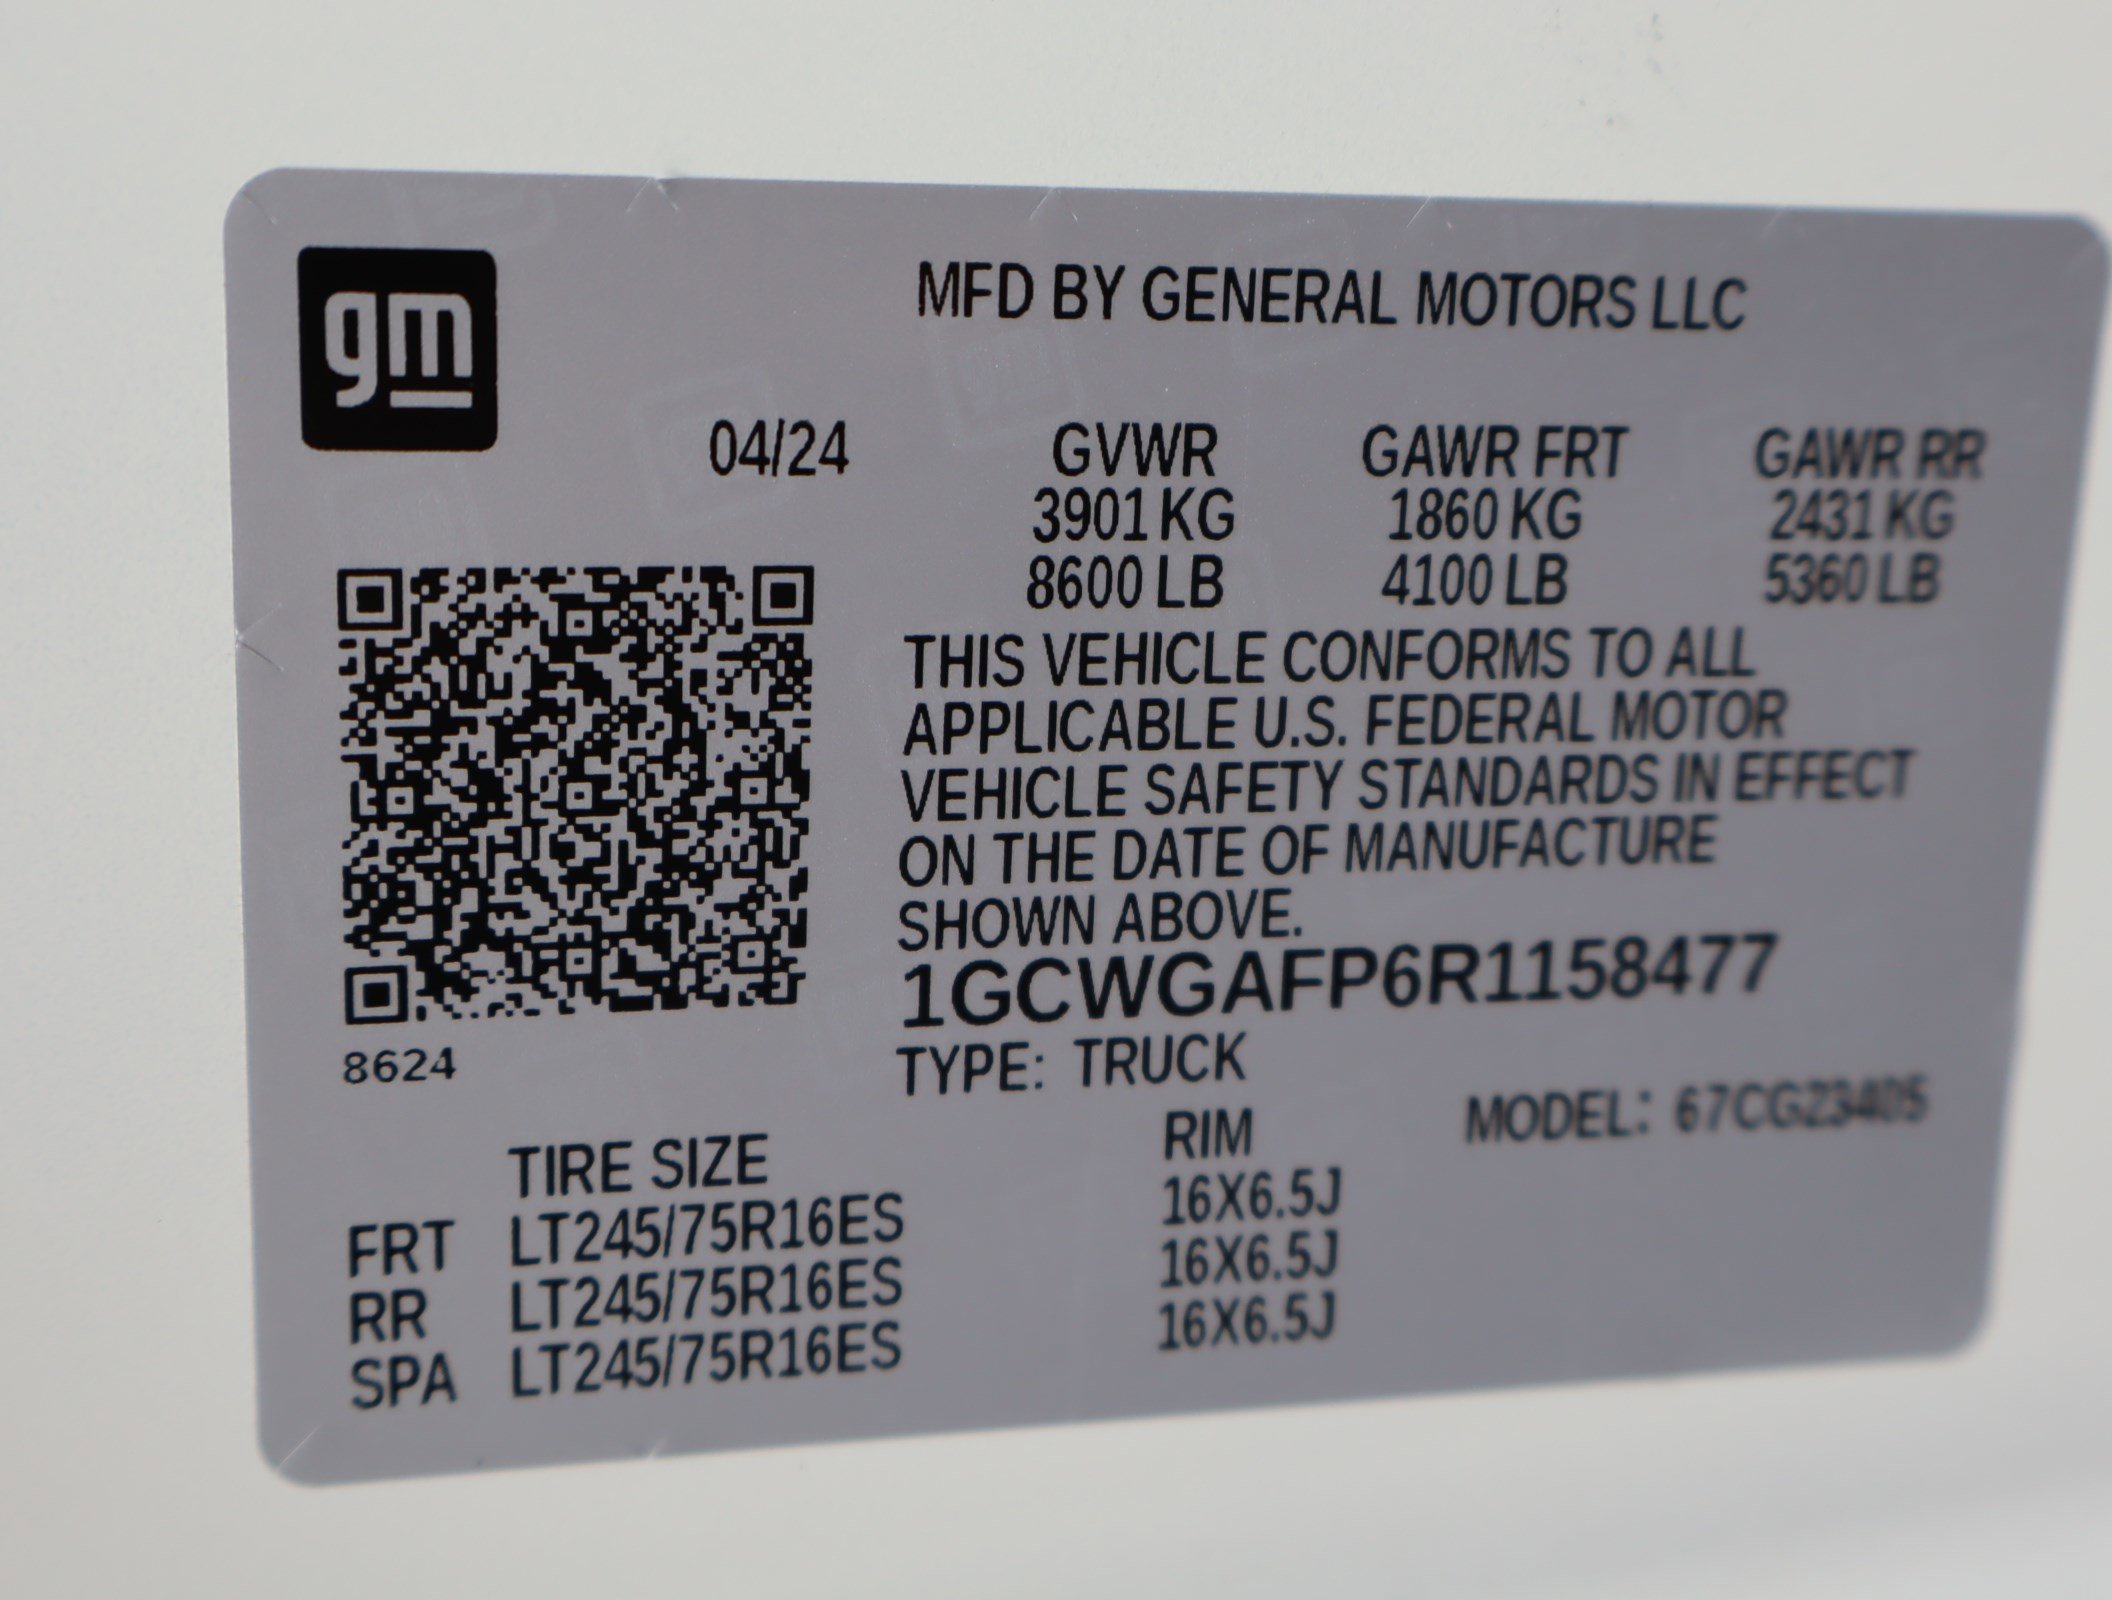 gm
MFD BY GENERAL MOTORS LLC
04/24 GVWR GAWR FRT GAWR RR
3901 KG 1860 KG 2431 KG
8600 LB 4100 LB 5360 LB
THIS VEHICLE CONFORMS TO ALL
APPLICABLE U.S. FEDERAL MOTOR
VEHICLE SAFETY STANDARDS IN EFFECT
ON THE DATE OF MANUFACTURE
SHOWN ABOVE.
1GCWGAFP6R1158477
8624
TYPE: TRUCK
MODEL: 67CGZ3405
TIRE SIZE RIM
FRT LT245/75R16ES 16X6.5J
RR LT245/75R16ES 16X6.5J
SPA LT245/75R16ES 16X6.5J